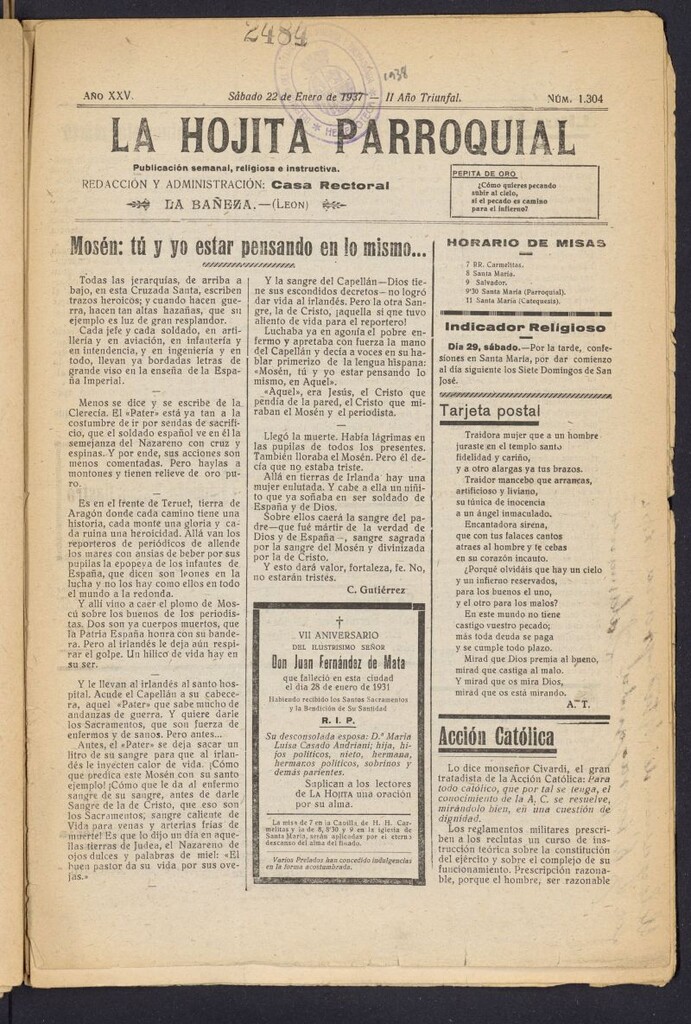 2484
1938
AÑO XXV.
Sábado 22 de Enero de 1937 — II Año Triunfal.
NÚM. 1.304
LA HOJITA PARROQUIAL
Publicación semanal, religiosa e instructiva.
REDACCIÓN Y ADMINISTRACIÓN: Casa Rectoral
LA BAÑEZA.—(LEON)
PEPITA DE ORO
¿Cómo quieres pecando
subir al cielo,
si el pecado es camino
para el infierno?
Mosén: tú y yo estar pensando en lo mismo...
Todas las jerarquías, de arriba a
bajo, en esta Cruzada Santa, escriben
trazos heroicos; y cuando hacen gue-
rra, hacen tan altas hazañas, que su
ejemplo es luz de gran resplandor.
Cada jefe y cada soldado, en arti-
llería y en aviación, en infantería y
en intendencia, y en ingeniería y en
todo, llevan ya bordadas letras de
grande viso en la enseña de la Espa-
ña Imperial.
—
Menos se dice y se escribe de la
Clerecía. El «Pater» está ya tan a la
costumbre de ir por sendas de sacrifi-
cio, que el soldado español ve en él la
semejanza del Nazareno con cruz y
espinas. Y por ende, sus acciones son
menos comentadas. Pero haylas a
montones y tienen relieve de oro pu-
ro.
—
Es en el frente de Teruel, tierra de
Aragón donde cada camino tiene una
historia, cada monte una gloria y ca-
da ruina una heroicidad. Allá van los
reporteros de periódicos de allende
los mares con ansias de beber por sus
pupilas la epopeya de los infantes de
España, que dicen son leones en la
lucha y no los hay como ellos en todo
el mundo a la redonda.
Y allí vino a caer el plomo de Mos-
cú sobre los buenos de los periodis-
tas. Dos son ya cuerpos muertos, que
la Patria España honra con su bande-
ra. Pero al irlandés le deja aún respi-
rar el golpe. Un hilico de vida hay en
su ser.
—
Y le llevan al irlandés al santo hos-
pital. Acude el Capellán a su cabece-
ra, aquel «Pater» que sabe mucho de
andanzas de guerra. Y quiere darle
los Sacramentos, que son fuerza de
enfermos y de sanos. Pero antes...
Antes, el «Pater» se deja sacar un
litro de su sangre para que al irlan-
dés le inyecten calor de vida. ¡Cómo
que predica este Mosén con su santo
ejemplo! ¡Cómo que le da al enfermo
sangre de su sangre, antes de darle
Sangre de la de Cristo, que eso son
los Sacramentos; sangre caliente de
Vida para venas y arterias frías de
muerte! Es que lo dijo un día en aque-
llas tierras de Judea, el Nazareno de
ojos dulces y palabras de miel: «El
buen pastor da su vida por sus ove-
jas.»
—
Y la sangre del Capellán—Dios tie-
ne sus escondidos decretos— no logró
dar vida al irlandés. Pero la otra San-
gre, la de Cristo, ¡aquella sí que tuvo
aliento de vida para el reportero!
Luchaba ya en agonía el pobre en-
fermo y apretaba con fuerza la mano
del Capellán y decía a voces en su ha-
blar primerizo de la lengua hispana:
«Mosén, tú y yo estar pensando lo
mismo, en Aquel».
«Aquel», era Jesús, el Cristo que
pendía de la pared, el Cristo que mi-
raban el Mosén y el periodista.
—
Llegó la muerte. Había lágrimas en
las pupilas de todos los presentes.
También lloraba el Mosén. Pero él de-
cía que no estaba triste.
Allá en tierras de Irlanda hay una
mujer enlutada. Y cabe a ella un niñi-
to que ya soñaba en ser soldado de
España y de Dios.
Sobre ellos caerá la sangre del pa-
dre—que fué mártir de la verdad de
Dios y de España—, sangre sagrada
por la sangre del Mosén y divinizada
por la de Cristo.
Y esto dará valor, fortaleza, fe. No,
no estarán tristes.
C. Gutiérrez
VII ANIVERSARIO
DEL ILUSTRISIMO SEÑOR
Don Juan Fernández de Mata
que falleció en esta ciudad
el día 28 de enero de 1931
Habiendo recibido los Santos Sacramentos
y la Bendición de Su Santidad
R. I. P.
Su desconsolada esposa: D.ª María
Luisa Casado Andriani; hija, hi-
jos políticos, nieto, hermana,
hermanos políticos, sobrinos y
demás parientes.
Suplican a los lectores
de LA HOJITA una oración
por su alma.
La misa de 7 en la Capilla de H. H. Car-
melitas y la de 8, 8'30 y 9 en la iglesia de
Santa María, serán aplicadas por el eterno
descanso del alma del finado.
Varios Prelados han concedido indulgencias
en la forma acostumbrada.
HORARIO DE MISAS
7 BR. Carmelitas.
8 Santa María.
9 Salvador.
9'30 Santa María (Parroquial).
11 Santa María (Catequesis).
Indicador Religioso
Día 29, sábado.—Por la tarde, confe-
siones en Santa María, por dar comienzo
al día siguiente los Siete Domingos de San
José.
Tarjeta postal
Traidora mujer que a un hombre
juraste en el templo santo
fidelidad y cariño,
y a otro alargas ya tus brazos.
Traidor mancebo que arrancas,
artificioso y liviano,
su túnica de inocencia
a un ángel inmaculado.
Encantadora sirena,
que con tus falaces cantos
atraes al hombre y te cebas
en su corazón incauto.
¿Porqué olvidáis que hay un cielo
y un infierno reservados,
para los buenos el uno,
y el otro para los malos?
En este mundo no tiene
castigo vuestro pecado;
más toda deuda se paga
y se cumple todo plazo.
Mirad que Dios premia al bueno,
mirad que castiga al malo.
Y mirad que os mira Dios,
mirad que os está mirando.
A. T.
Acción Católica
Lo dice monseñor Civardi, el gran
tratadista de la Acción Católica: Para
todo católico, que por tal se tenga, el
conocimiento de la A. C. se resuelve,
mirándolo bien, en una cuestión de
dignidad.
Los reglamentos militares prescri-
ben a los reclutas un curso de ins-
trucción teórica sobre la constitución
del ejército y sobre el complejo de su
funcionamiento. Prescripción razona-
ble, porque el hombre, ser razonable